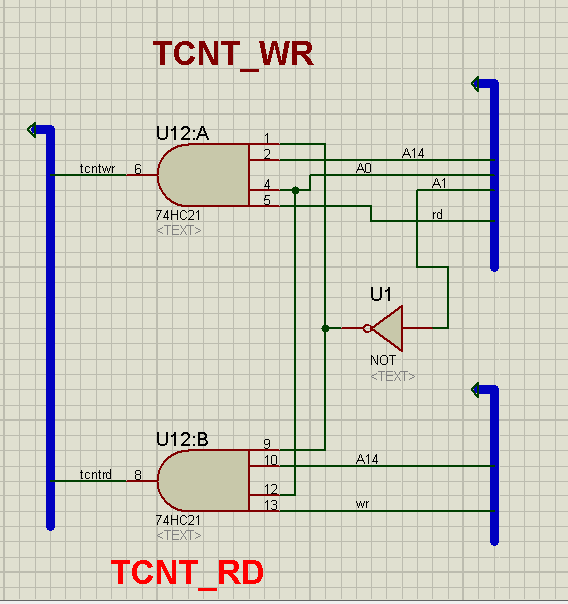 TCNT_WR
U12:A
1
2
A14
tcntwr
6
A0
4
A1
5
rd
74HC21
<TEXT>
U1
NOT
<TEXT>
U12:B
9
10
A14
tcntrd
8
12
13
wr
74HC21
<TEXT>
TCNT_RD